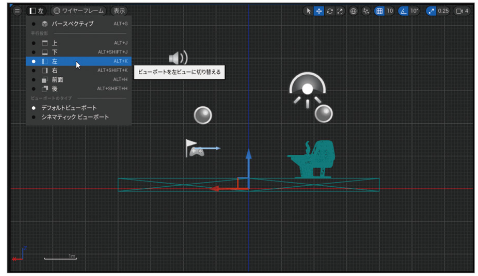 左 ワイヤーフレーム 表示
10 10° 0.25 4
パースペクティブ ALT+G
上 ALT+J
下 ALT+SHIFT+J
左 ALT+K
右 ALT+SHIFT+K
前面 ALT+H
後 ALT+SHIFT+H
デフォルトビューポート
シネマティック ビューポート
ビューポートを左ビューに切り替える